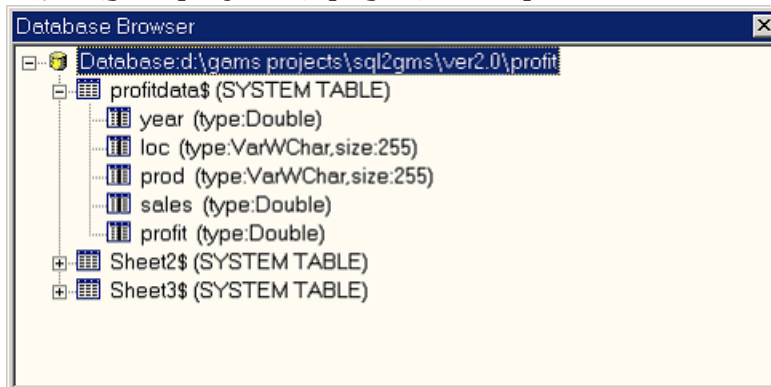 Database Browser
Database:d:\gams projects\sql2gms\ver2.0\profit
profitdata$ (SYSTEM TABLE)
year (type:Double)
loc (type:VarWChar,size:255)
prod (type:VarWChar,size:255)
sales (type:Double)
profit (type:Double)
Sheet2$ (SYSTEM TABLE)
Sheet3$ (SYSTEM TABLE)